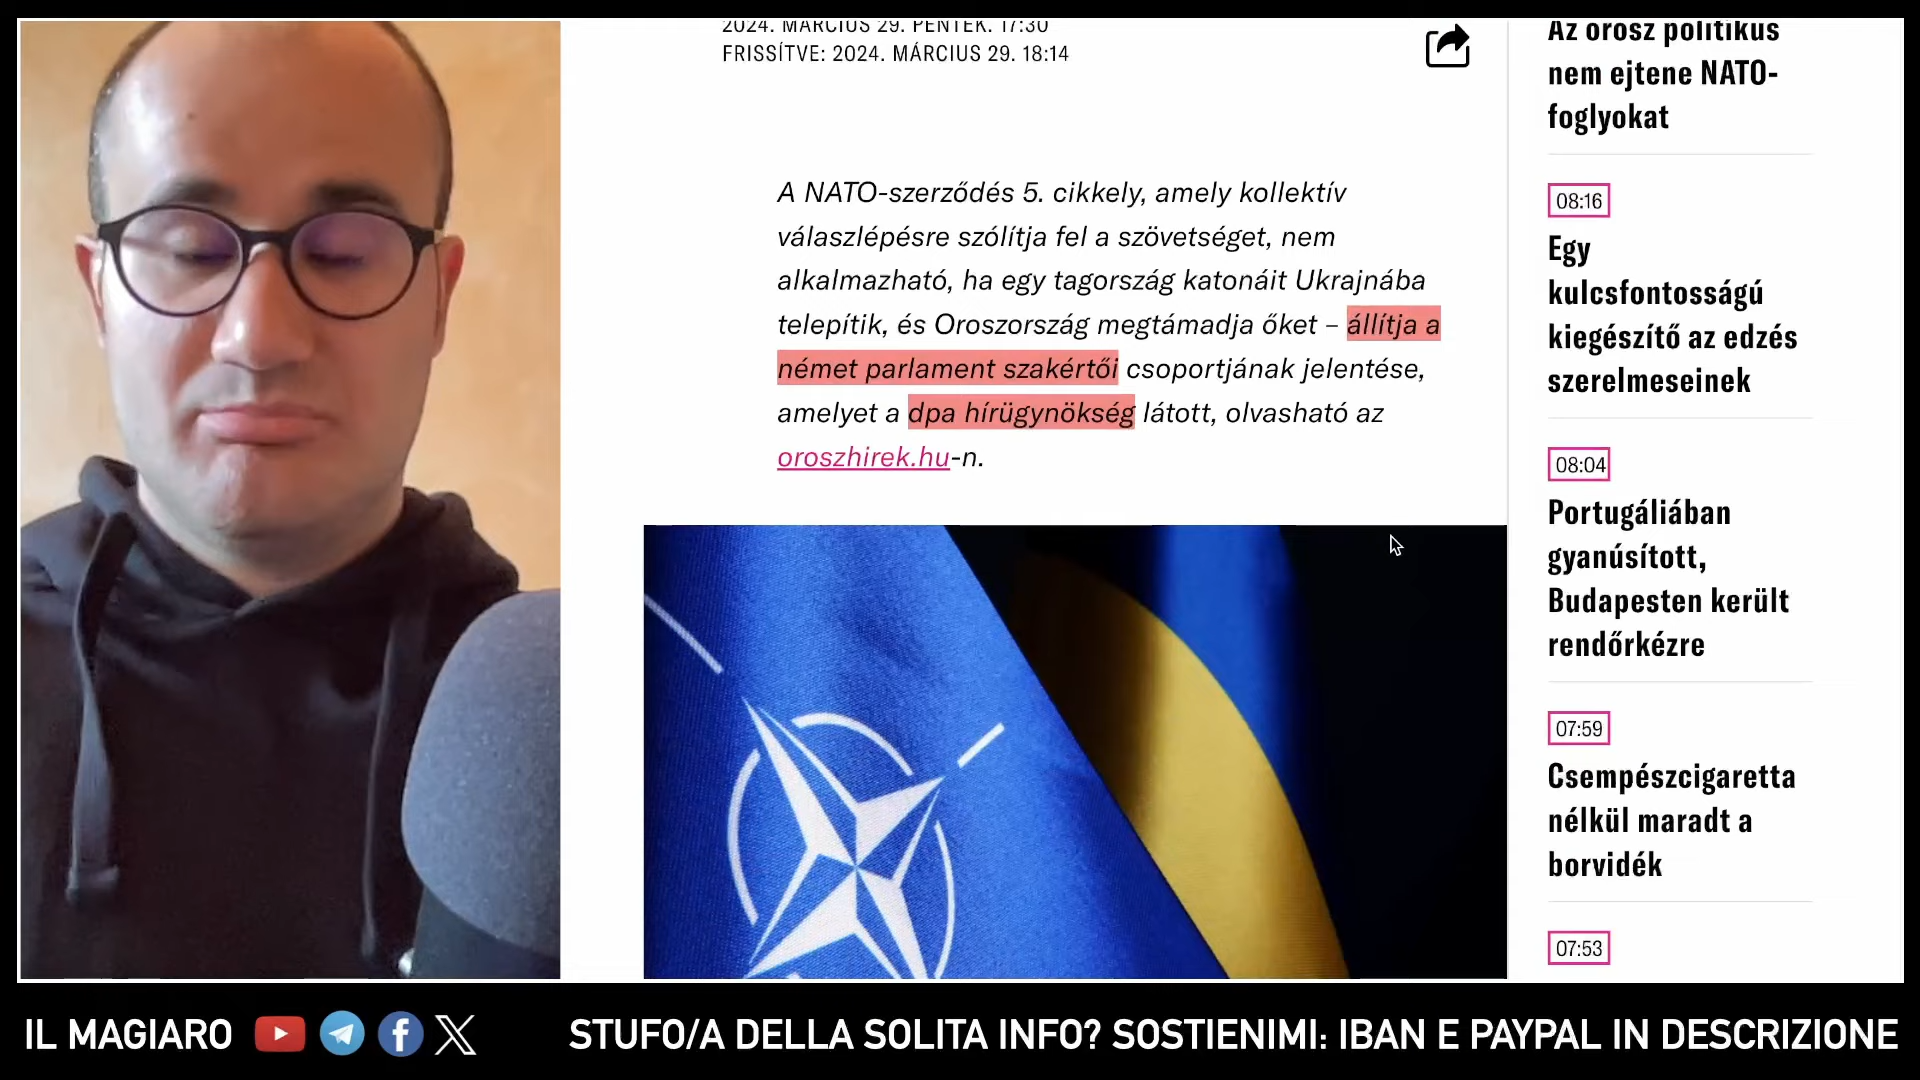 2024. MÁRCIUS 29. PÉNTEK. 17:30
FRISSÍTVE: 2024. MÁRCIUS 29. 18:14
A NATO-szerződés 5. cikkely, amely kollektív
válaszlépésre szólítja fel a szövetséget, nem
alkalmazható, ha egy tagország katonáit Ukrajnába
telepítik, és Oroszország megtámadja őket – állítja a
német parlament szakértői csoportjának jelentése,
amelyet a dpa hírügynökség látott, olvasható az
oroszhirek.hu-n.
Az orosz politikus
nem ejtene NATO-
foglyokat
08:16
Egy
kulcsfontosságú
kiegészítő az edzés
szerelmeseinek
08:04
Portugáliában
gyanúsított,
Budapesten került
rendőrkézre
07:59
Csempészcigaretta
nélkül maradt a
borvidék
07:53
IL MAGIARO
STUFO/A DELLA SOLITA INFO? SOSTIENIMI: IBAN E PAYPAL IN DESCRIZIONE